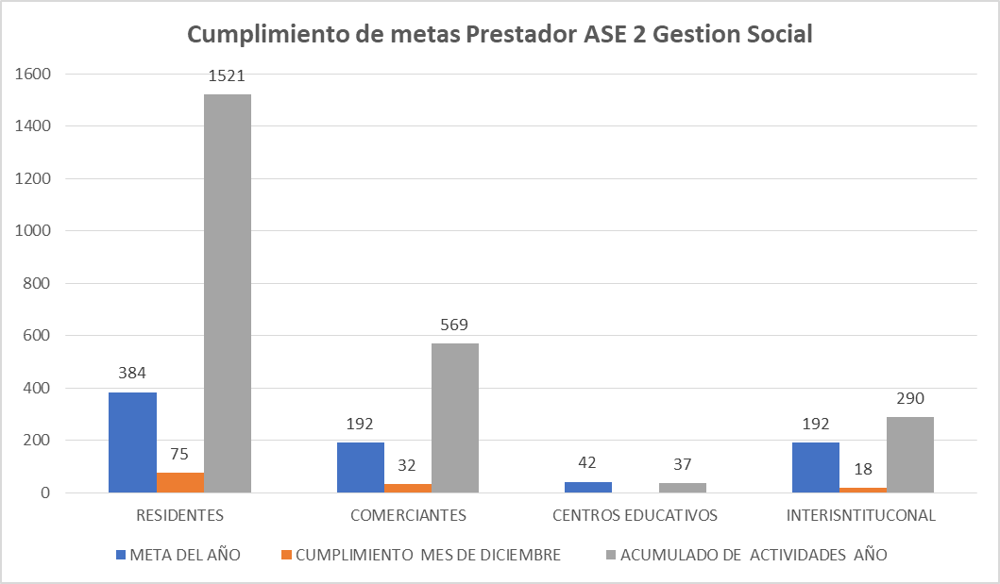 Cumplimiento de metas Prestador ASE 2 Gestion Social
1600
1400
1200
1000
800
600
400
200
0
384
75
1521
192
32
569
42
37
192
18
290
RESIDENTES
COMERCIANTES
CENTROS EDUCATIVOS
INTERISNTITUCONAL
META DEL AÑO
CUMPLIMIENTO MES DE DICIEMBRE
ACUMULADO DE ACTIVIDADES AÑO